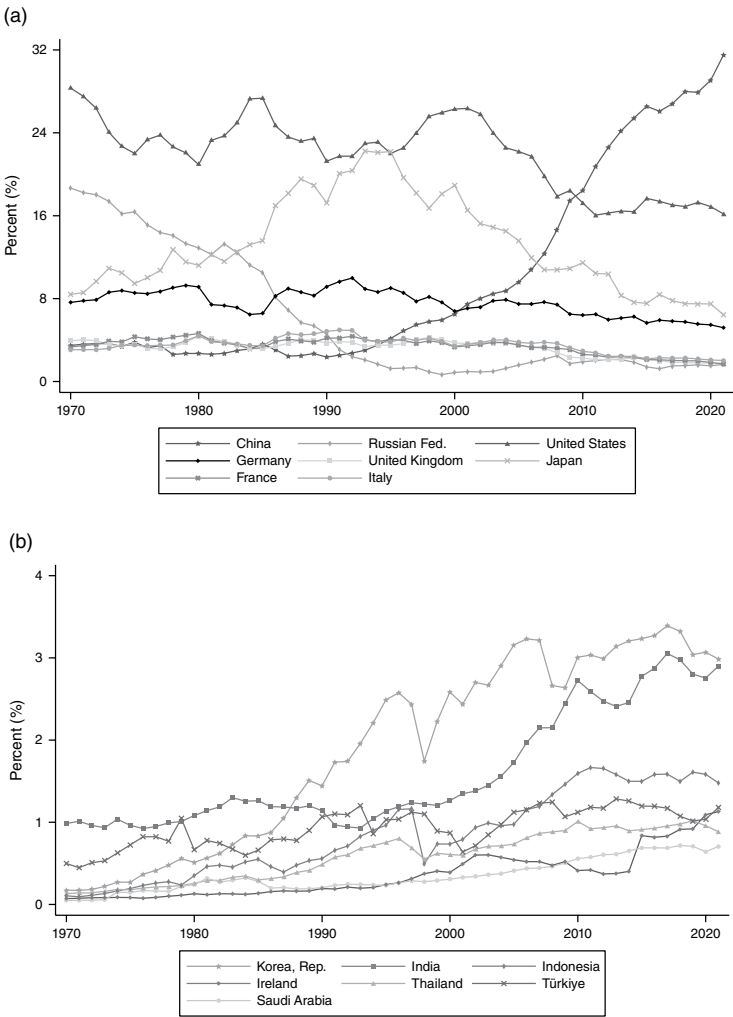 (a)
32
24
16
8
0
Percent (%)
1970 1980 1990 2000 2010 2020
China Russian Fed. United States
Germany United Kingdom Japan
France Italy
(b)
4
3
2
1
0
Percent (%)
1970 1980 1990 2000 2010 2020
Korea, Rep. India Indonesia
Ireland Thailand Türkiye
Saudi Arabia